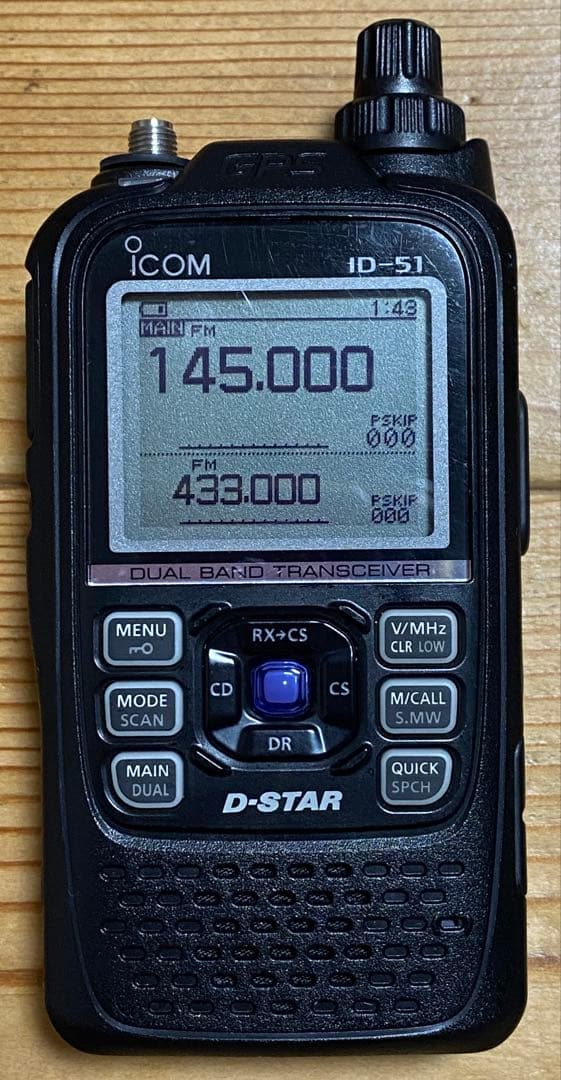 GPS
ICOM ID-51
1:43
MAIN FM
145.000
PSKIP
000
FM
433.000
PSKIP
000
DUAL BAND TRANSCEIVER
MENU RX→CS V/MHz
CLR LOW
MODE CD CS M/CALL
SCAN S.MW
MAIN DR QUICK
DUAL SPCH
D-STAR